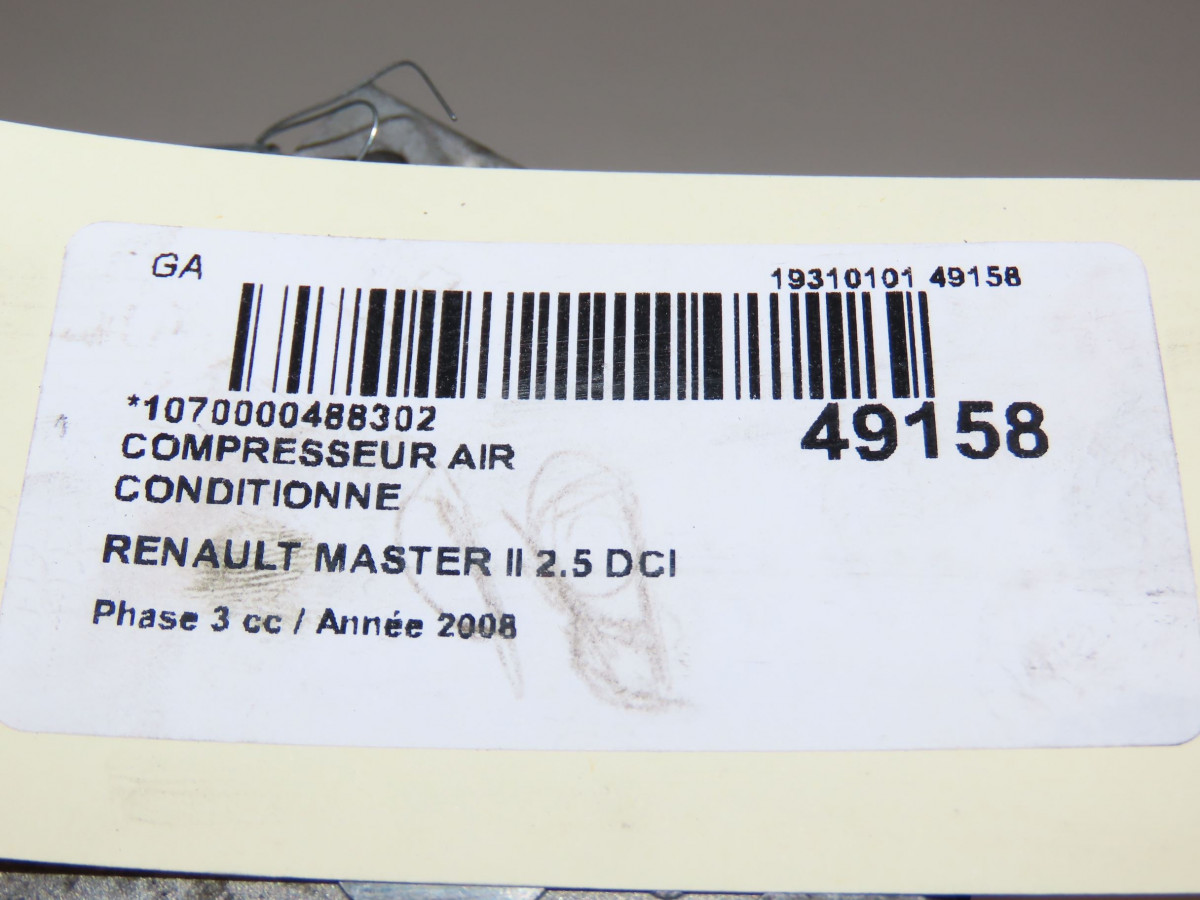 GA
19310101 49158
*1070000488302
49158
COMPRESSEUR AIR
CONDITIONNE
RENAULT MASTER II 2.5 DCI
Phase 3 cc / Année 2008